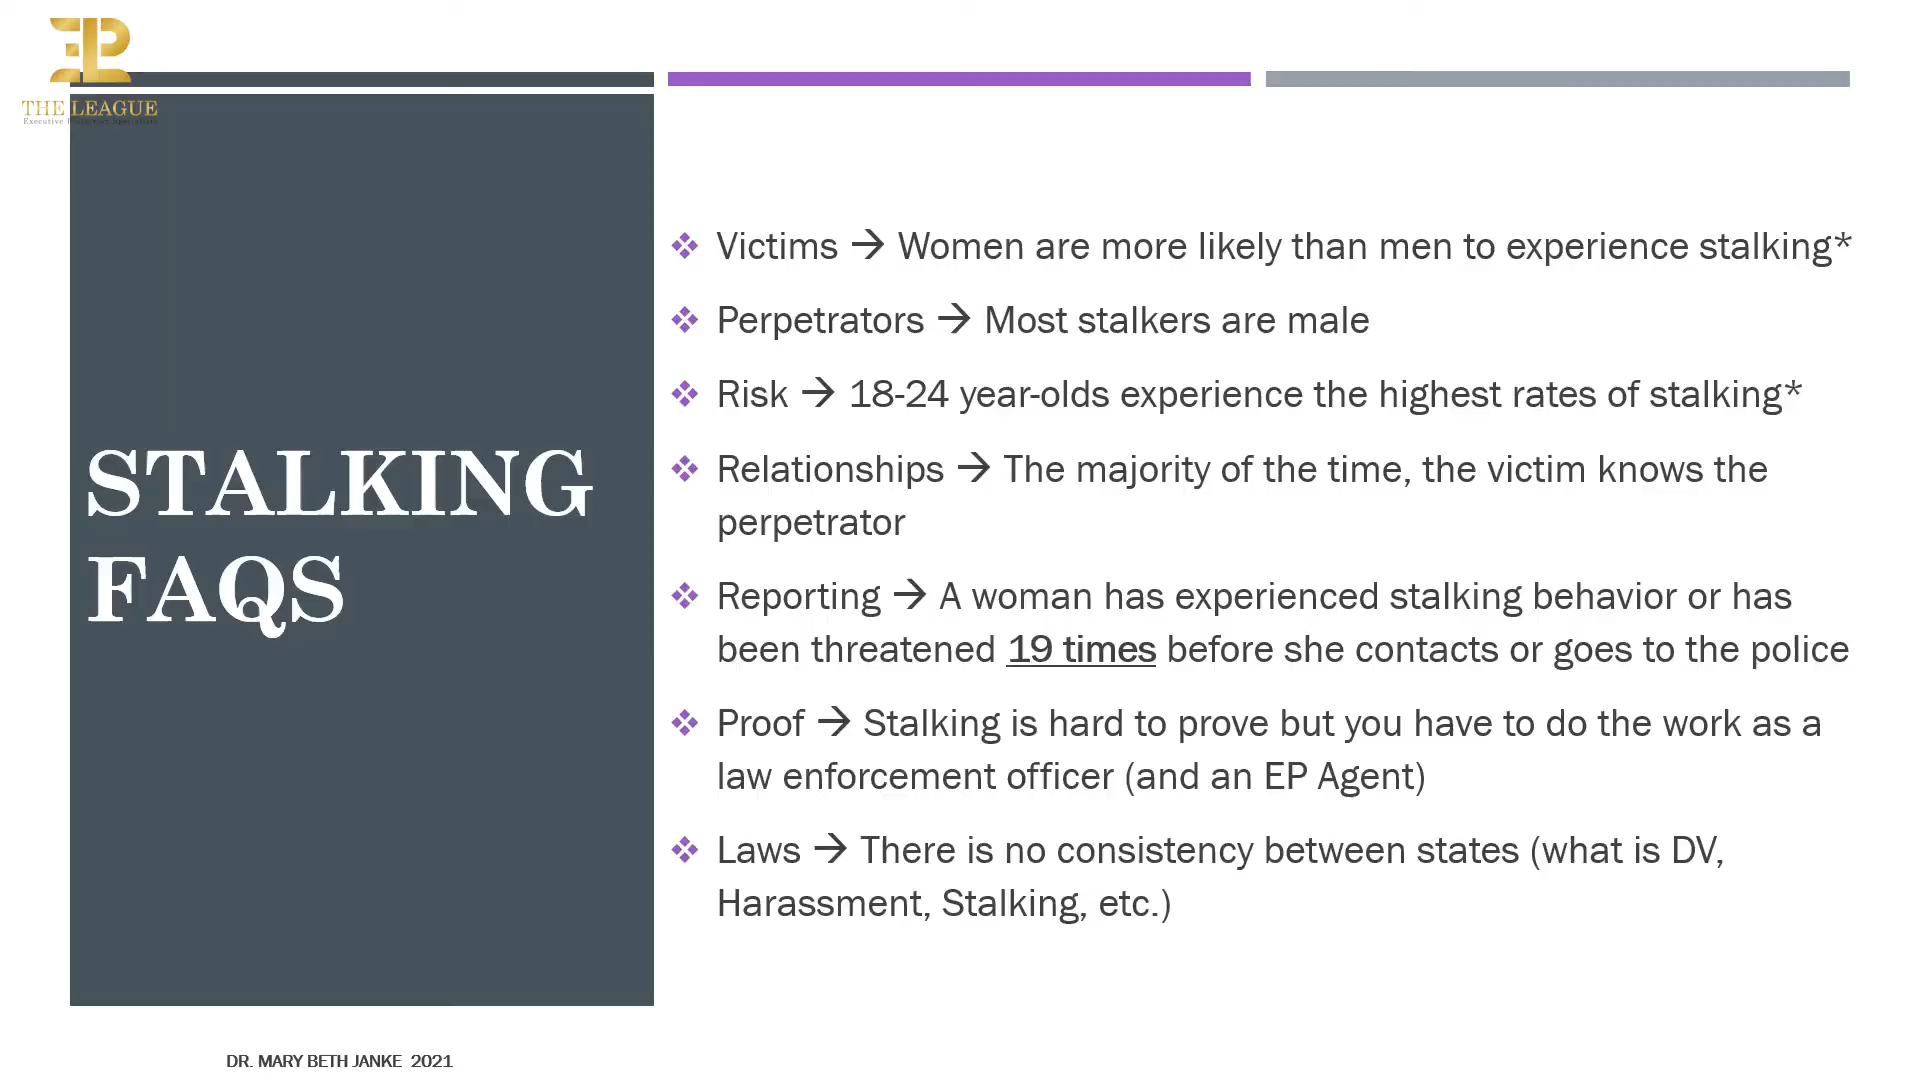 THE LEAGUE
Executive
STALKING
FAQS
❖ Victims → Women are more likely than men to experience stalking*
❖ Perpetrators → Most stalkers are male
❖ Risk → 18-24 year-olds experience the highest rates of stalking*
❖ Relationships → The majority of the time, the victim knows the
perpetrator
❖ Reporting → A woman has experienced stalking behavior or has
been threatened 19 times before she contacts or goes to the police
❖ Proof → Stalking is hard to prove but you have to do the work as a
law enforcement officer (and an EP Agent)
❖ Laws → There is no consistency between states (what is DV,
Harassment, Stalking, etc.)
DR. MARY BETH JANKE 2021